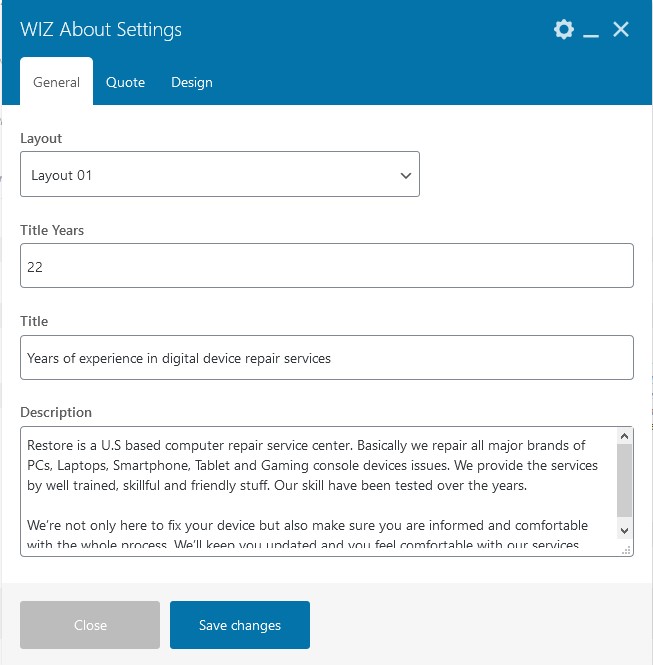 WIZ About Settings
General Quote Design
Layout
Layout 01
Title Years
22
Title
Years of experience in digital device repair services
Description
Restore is a U.S based computer repair service center. Basically we repair all major brands of
PCs, Laptops, Smartphone, Tablet and Gaming console devices issues. We provide the services
by well trained, skillful and friendly stuff. Our skill have been tested over the years.
We’re not only here to fix your device but also make sure you are informed and comfortable
with the whole process. We’ll keep you updated and you feel comfortable with our services
Close Save changes